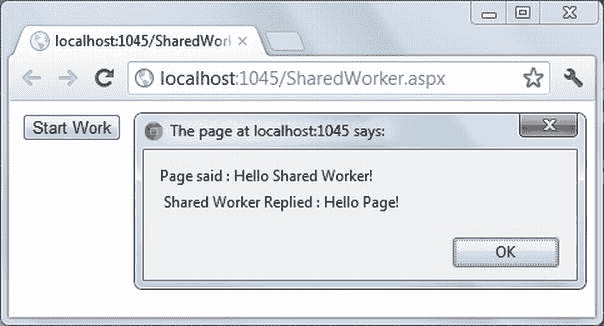 localhost:1045/SharedWork
localhost:1045/SharedWorker.aspx
Start Work
The page at localhost:1045 says:
Page said : Hello Shared Worker!
Shared Worker Replied : Hello Page!
OK